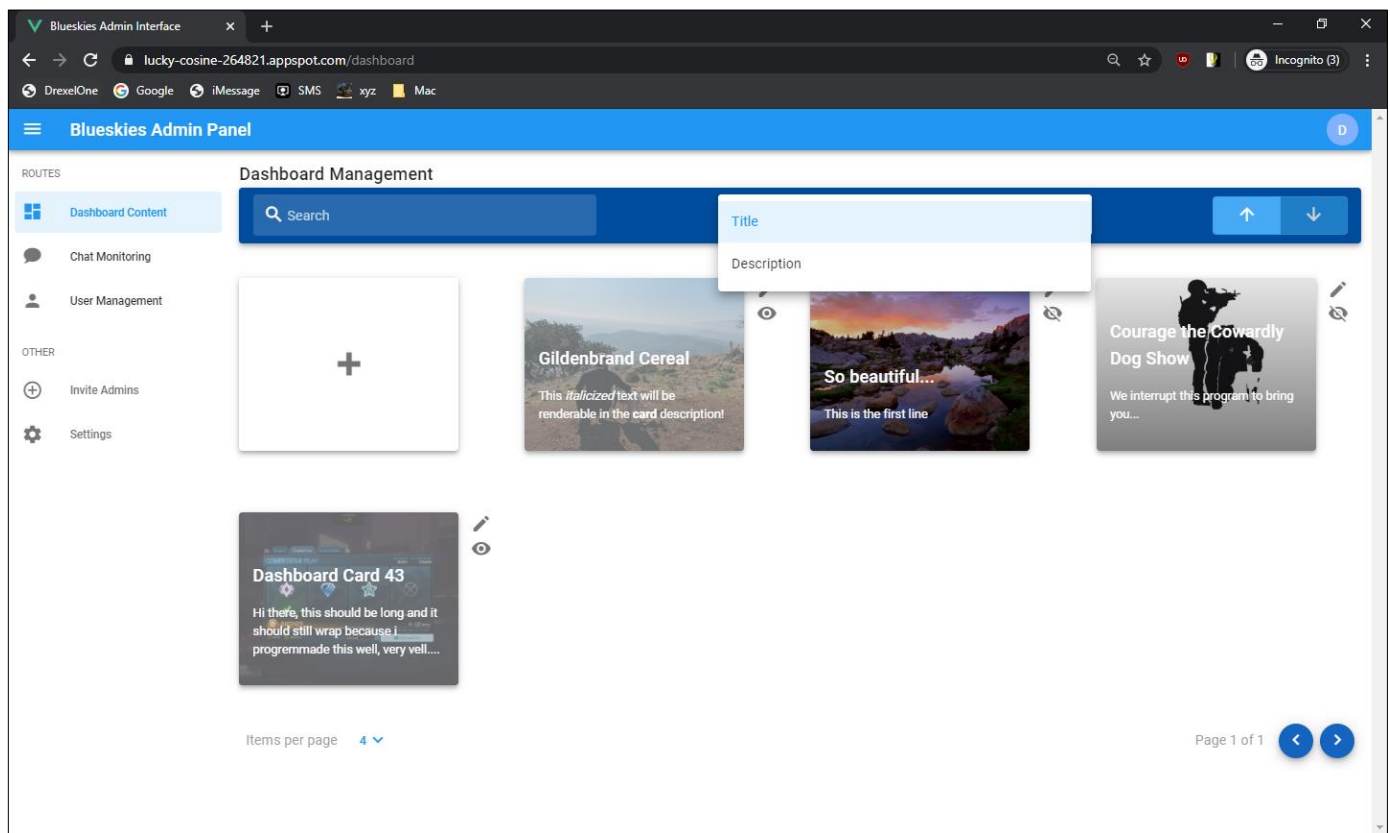 Blueskies Admin Interface
lucky-cosine-264821.appspot.com/dashboard
Incognito (3)
DrexelOne Google iMessage SMS xyz Mac
Blueskies Admin Panel
D
ROUTES
Dashboard Content
Chat Monitoring
User Management
OTHER
Invite Admins
Settings
Dashboard Management
Search
Title
Description
Gildenbrand Cereal
This italicized text will be
renderable in the card description!
So beautiful...
This is the first line
Courage the Cowardly
Dog Show
We interrupt this program to bring
you...
Dashboard Card 43
Hi there, this should be long and it
should still wrap because i
progremmade this well, very vell....
Items per page 4
Page 1 of 1